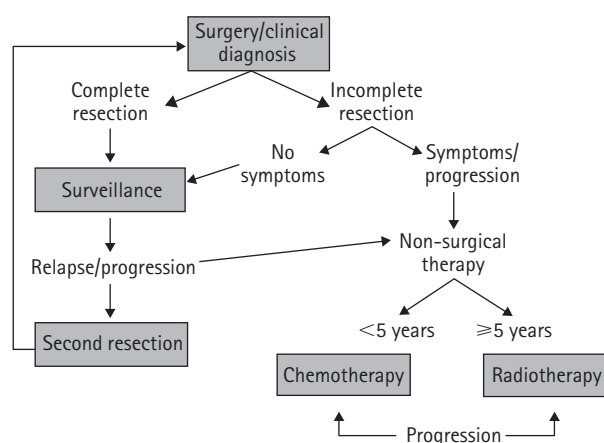 Surgery/clinical
diagnosis
Complete
resection
Incomplete
resection
No
symptoms
Symptoms/
progression
Surveillance
Relapse/progression
Non-surgical
therapy
<5 years
⩾5 years
Second resection
Chemotherapy
Radiotherapy
Progression